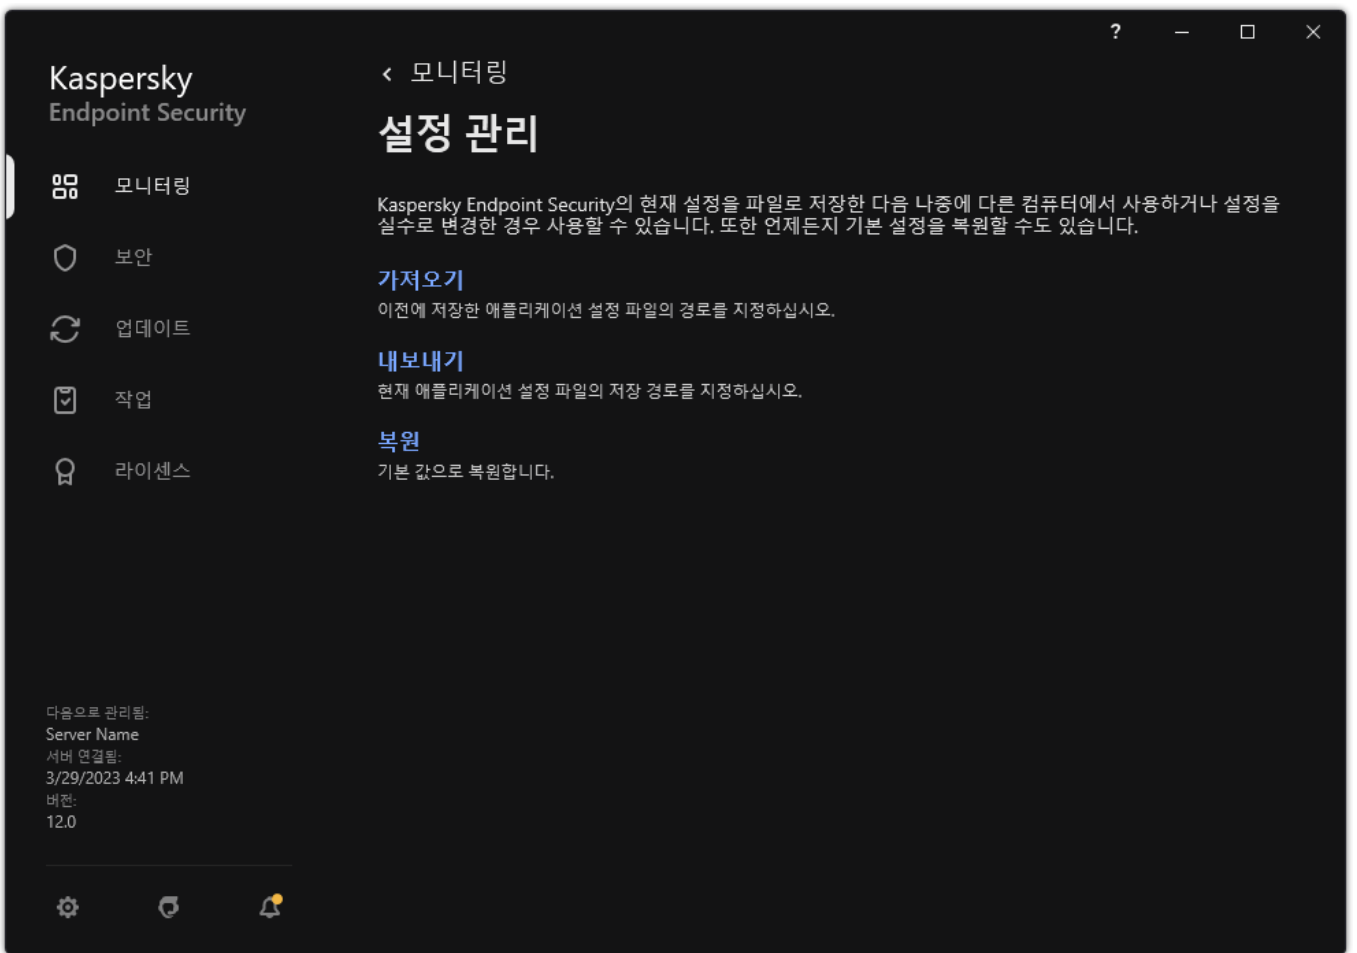 ?
Kaspersky
Endpoint Security
모니터링
보안
업데이트
작업
라이센스
다음으로 관리됨:
Server Name
서버 연결됨:
3/29/2023 4:41 PM
버전:
12.0
모니터링
설정 관리
Kaspersky Endpoint Security의 현재 설정을 파일로 저장한 다음 나중에 다른 컴퓨터에서 사용하거나 설정을
실수로 변경한 경우 사용할 수 있습니다. 또한 언제든지 기본 설정을 복원할 수도 있습니다.
가져오기
이전에 저장한 애플리케이션 설정 파일의 경로를 지정하십시오.
내보내기
현재 애플리케이션 설정 파일의 저장 경로를 지정하십시오.
복원
기본 값으로 복원합니다.